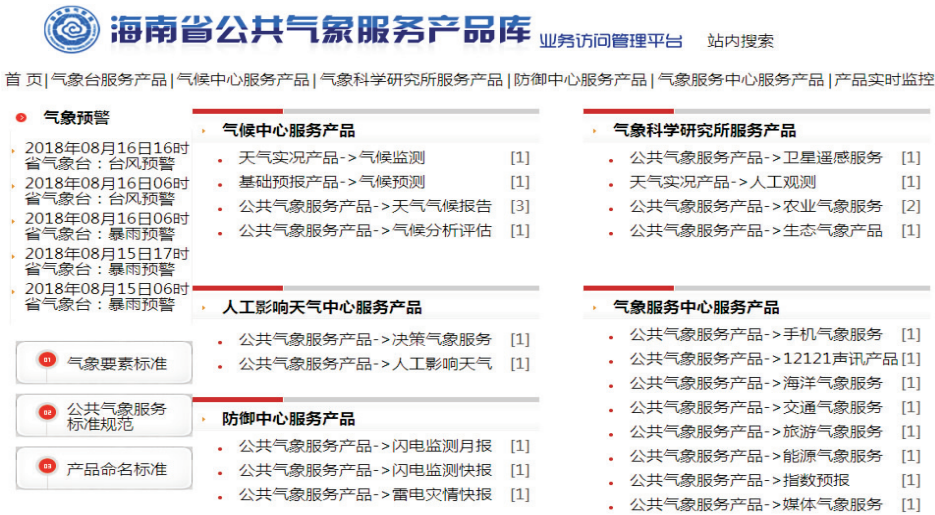 海南省公共气象服务产品库 业务访问管理平台 站内搜索
首 页|气象台服务产品|气候中心服务产品|气象科学研究所服务产品|防御中心服务产品|气象服务中心服务产品|产品实时监控
气象预警
2018年08月16日16时
省气象台：台风预警
2018年08月16日06时
省气象台：台风预警
2018年08月16日06时
省气象台：暴雨预警
2018年08月15日17时
省气象台：暴雨预警
2018年08月15日06时
省气象台：暴雨预警
01 气象要素标准
02 公共气象服务
标准规范
03 产品命名标准
气候中心服务产品
天气实况产品->气候监测 [1]
基础预报产品->气候预测 [1]
公共气象服务产品->天气气候报告 [3]
公共气象服务产品->气候分析评估 [1]
人工影响天气中心服务产品
公共气象服务产品->决策气象服务 [1]
公共气象服务产品->人工影响天气 [1]
防御中心服务产品
公共气象服务产品->闪电监测月报 [1]
公共气象服务产品->闪电监测快报 [1]
公共气象服务产品->雷电灾情快报 [1]
气象科学研究所服务产品
公共气象服务产品->卫星遥感服务 [1]
天气实况产品->人工观测 [1]
公共气象服务产品->农业气象服务 [2]
公共气象服务产品->生态气象产品 [1]
气象服务中心服务产品
公共气象服务产品->手机气象服务 [1]
公共气象服务产品->12121声讯产品 [1]
公共气象服务产品->海洋气象服务 [1]
公共气象服务产品->交通气象服务 [1]
公共气象服务产品->旅游气象服务 [1]
公共气象服务产品->能源气象服务 [1]
公共气象服务产品->指数预报 [1]
公共气象服务产品->媒体气象服务 [1]